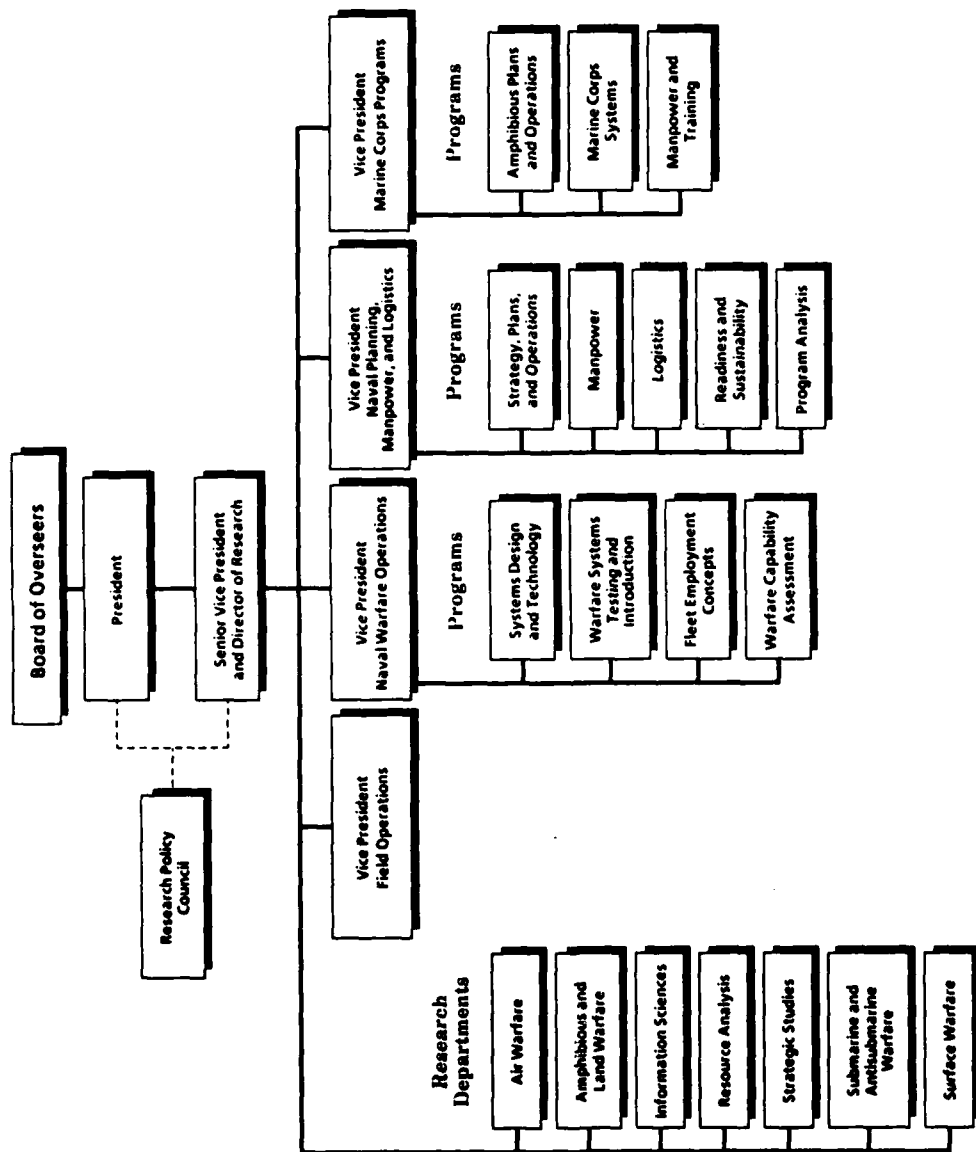 Board of Overseers
President
Research Policy
Council
Senior Vice President
and Director of Research
Vice President
Field Operations
Vice President
Naval Warfare Operations
Vice President
Naval Planning,
Manpower, and Logistics
Vice President
Marine Corps Programs
Research
Departments
Air Warfare
Amphibious and
Land Warfare
Information Sciences
Resource Analysis
Strategic Studies
Submarine and
Antisubmarine
Warfare
Surface Warfare
Programs
Systems Design
and Technology
Warfare Systems
Testing and
Introduction
Fleet Employment
Concepts
Warfare Capability
Assessment
Programs
Strategy, Plans,
and Operations
Manpower
Logistics
Readiness and
Sustainability
Program Analysis
Programs
Amphibious Plans
and Operations
Marine Corps
Systems
Manpower and
Training